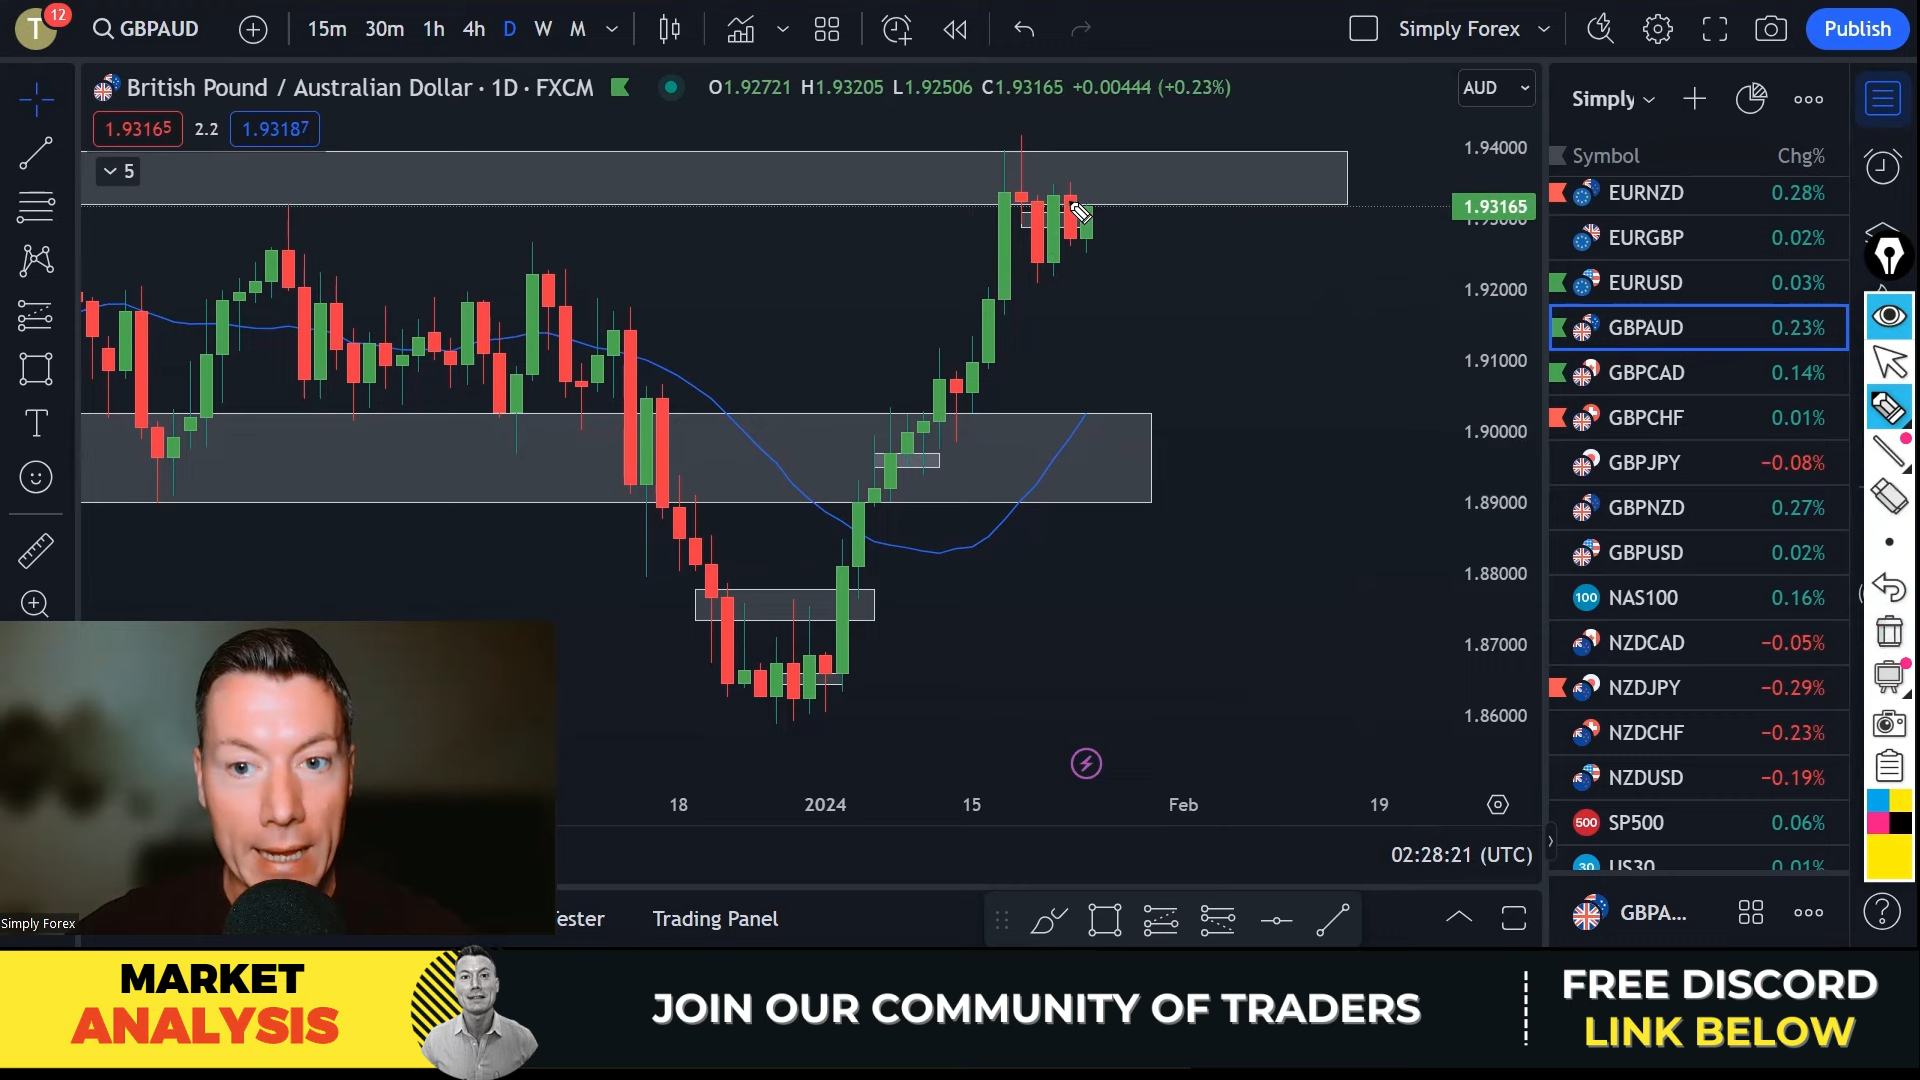 T
12
GBPAUD
15m 30m 1h 4h D W M
Simply Forex
Publish
British Pound / Australian Dollar · 1D · FXCM
O1.92721 H1.93205 L1.92506 C1.93165 +0.00444 (+0.23%)
1.93165 2.2 1.93187
5
AUD
1.94000
1.93165
1.92000
1.91000
1.90000
1.89000
1.88000
1.87000
1.86000
18 2024 15 Feb 19
02:28:21 (UTC)
Simply
Symbol Chg%
EURNZD 0.28%
EURGBP 0.02%
EURUSD 0.03%
GBPAUD 0.23%
GBPCAD 0.14%
GBPCHF 0.01%
GBPJPY −0.08%
GBPNZD 0.27%
GBPUSD 0.02%
100 NAS100 0.16%
NZDCAD −0.05%
NZDJPY −0.29%
NZDCHF −0.23%
NZDUSD −0.19%
500 SP500 0.06%
30 US30 0.01%
GBPA...
Simply Forex
ester
Trading Panel
MARKET
ANALYSIS
JOIN OUR COMMUNITY OF TRADERS
FREE DISCORD
LINK BELOW